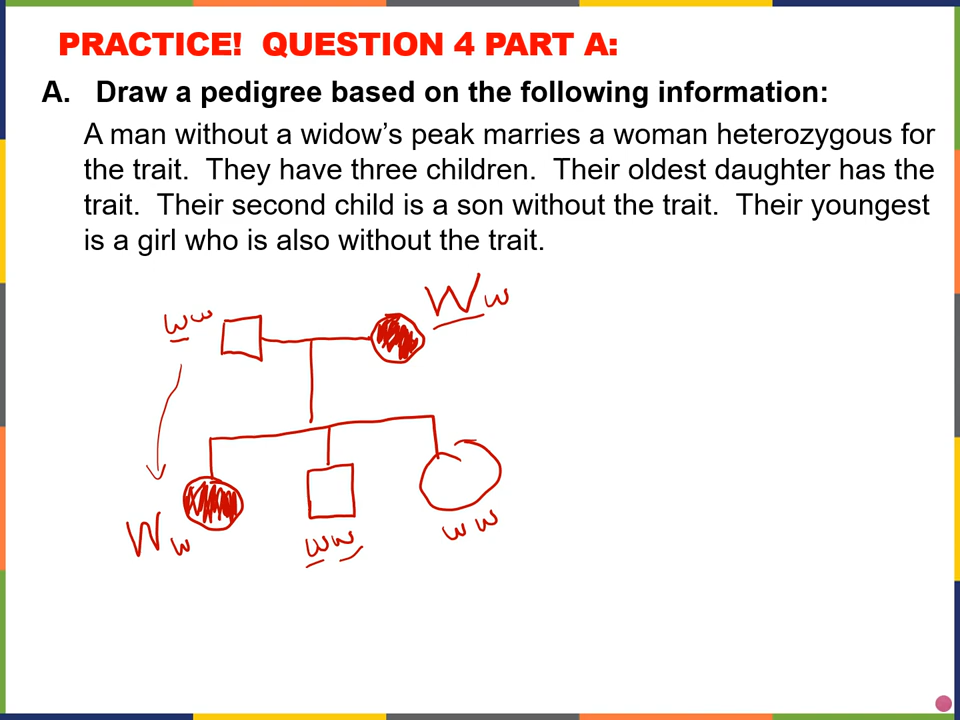 PRACTICE! QUESTION 4 PART A:
A. Draw a pedigree based on the following information:
A man without a widow's peak marries a woman heterozygous for
the trait. They have three children. Their oldest daughter has the
trait. Their second child is a son without the trait. Their youngest
is a girl who is also without the trait.
ww
Ww
Ww
ww
ww